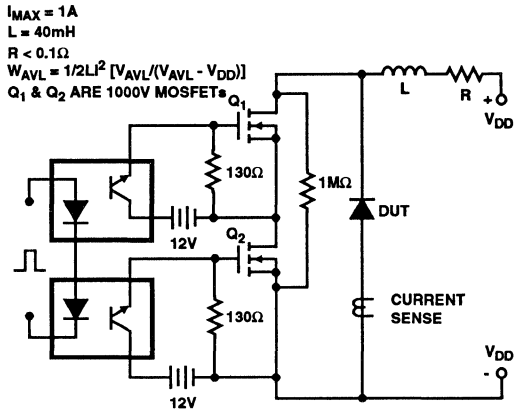 IMAX = 1A
L = 40mH
R < 0.1Ω
WAVL = 1/2LI² [VAVL/(VAVL - VDD)]
Q1 & Q2 ARE 1000V MOSFETs
Q1
L
R
+
VDD
130Ω
1MΩ
DUT
12V
Q2
130Ω
CURRENT
SENSE
VDD
-
12V